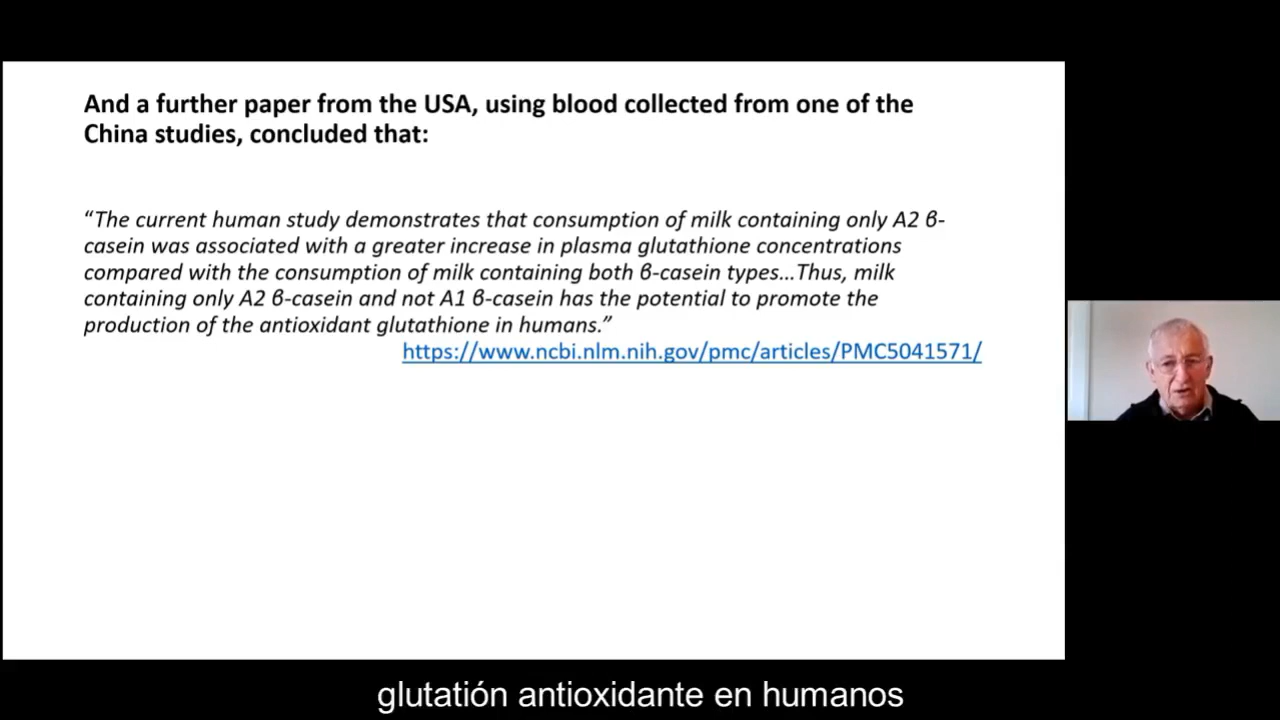 And a further paper from the USA, using blood collected from one of the
China studies, concluded that:
“The current human study demonstrates that consumption of milk containing only A2 β-
casein was associated with a greater increase in plasma glutathione concentrations
compared with the consumption of milk containing both β-casein types…Thus, milk
containing only A2 β-casein and not A1 β-casein has the potential to promote the
production of the antioxidant glutathione in humans.”
https://www.ncbi.nlm.nih.gov/pmc/articles/PMC5041571/
glutatión antioxidante en humanos